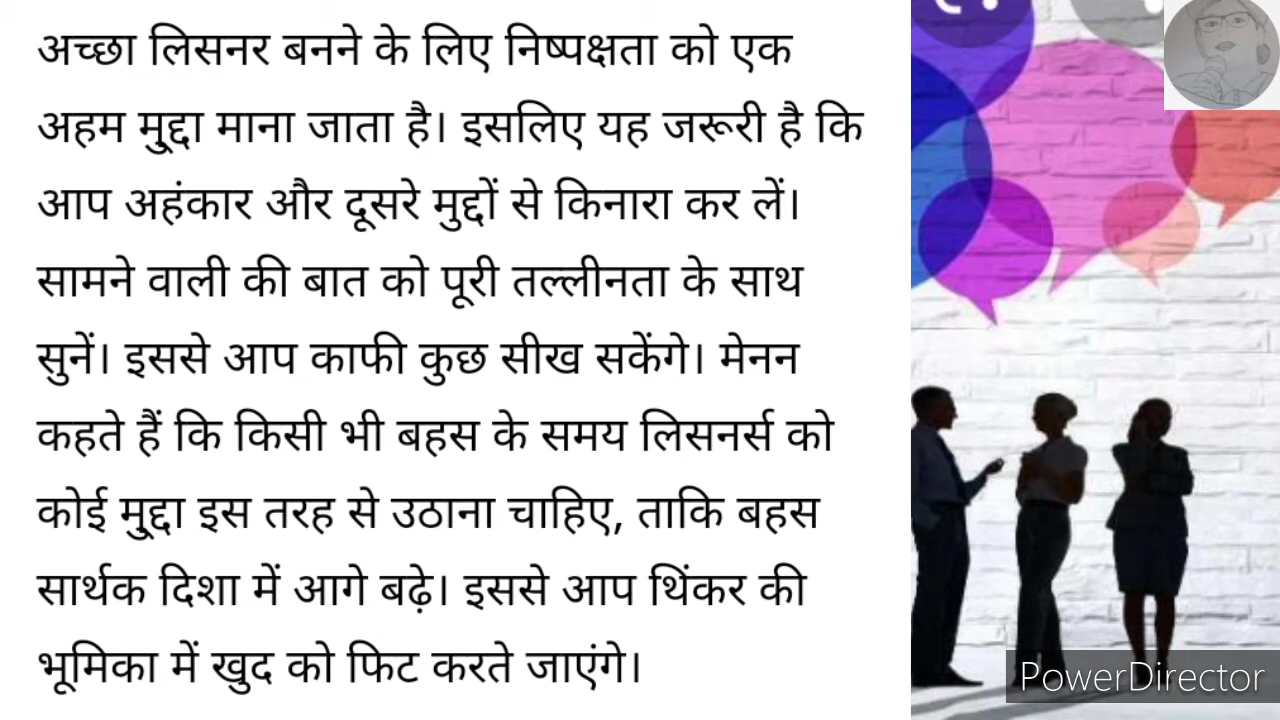 अच्छा लिसनर बनने के लिए निष्पक्षता को एक
अहम मुद्दा माना जाता है। इसलिए यह जरूरी है कि
आप अहंकार और दूसरे मुद्दों से किनारा कर लें।
सामने वाली की बात को पूरी तल्लीनता के साथ
सुनें। इससे आप काफी कुछ सीख सकेंगे। मेनन
कहते हैं कि किसी भी बहस के समय लिसनर्स को
कोई मुद्दा इस तरह से उठाना चाहिए, ताकि बहस
सार्थक दिशा में आगे बढ़े। इससे आप थिंकर की
भूमिका में खुद को फिट करते जाएंगे।
PowerDirector